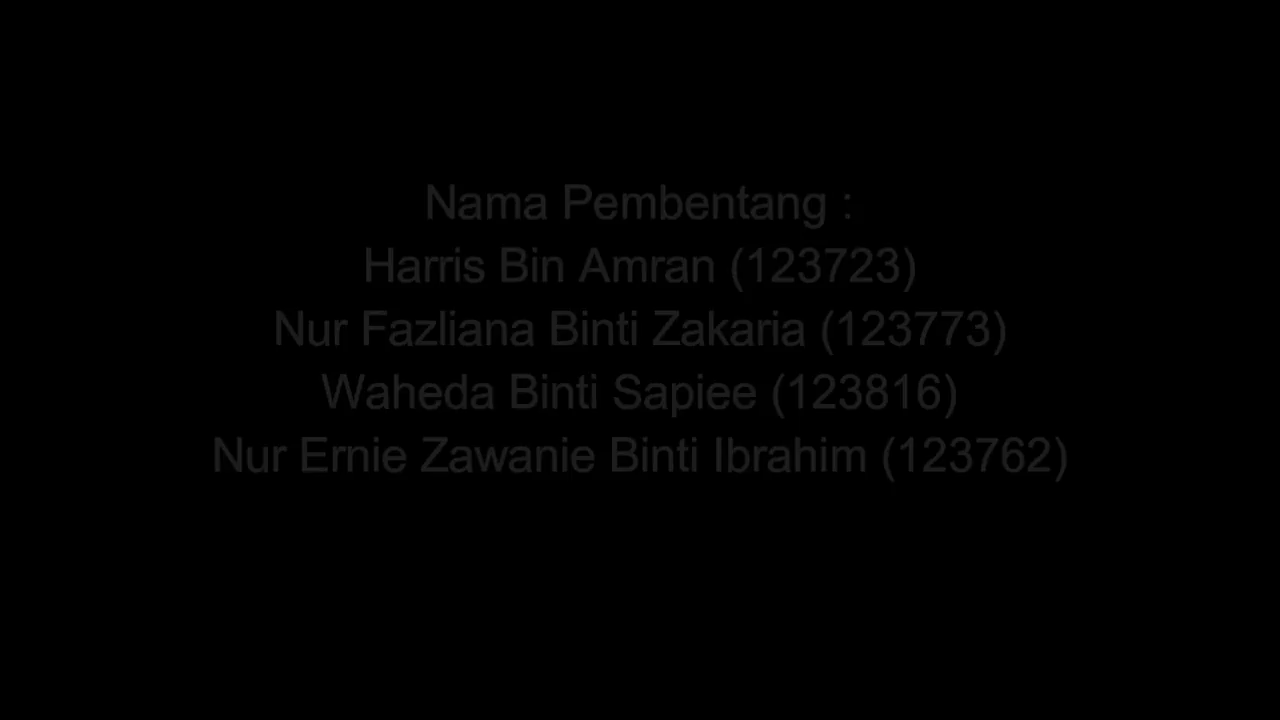 Nama Pembentang :
Harris Bin Amran (123723)
Nur Fazliana Binti Zakaria (123773)
Waheda Binti Sapiee (123816)
Nur Ernie Zawanie Binti Ibrahim (123762)